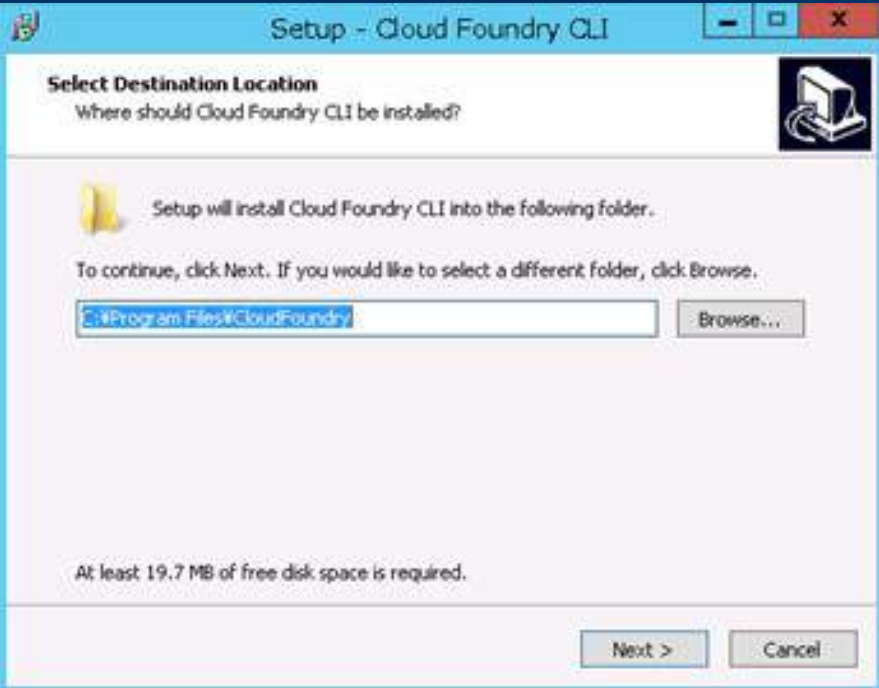 Setup - Cloud Foundry CLI
Select Destination Location
Where should Cloud Foundry CLI be installed?
Setup will install Cloud Foundry CLI into the following folder.
To continue, click Next. If you would like to select a different folder, click Browse.
C:¥Program Files¥CloudFoundry
Browse...
At least 19.7 MB of free disk space is required.
Next >
Cancel